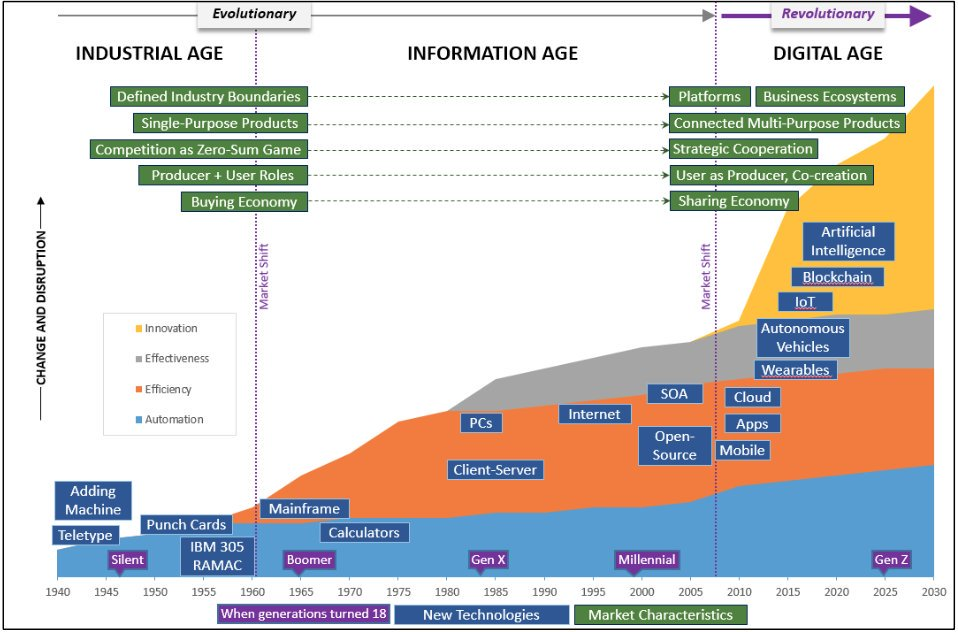 Evolutionary
Revolutionary
INDUSTRIAL AGE
INFORMATION AGE
DIGITAL AGE
Defined Industry Boundaries
Platforms
Business Ecosystems
Single-Purpose Products
Connected Multi-Purpose Products
Competition as Zero-Sum Game
Strategic Cooperation
Producer + User Roles
User as Producer, Co-creation
Buying Economy
Sharing Economy
CHANGE AND DISRUPTION
Market Shift
Market Shift
Artificial
Intelligence
Blockchain
IoT
Autonomous
Vehicles
Wearables
Innovation
Effectiveness
Efficiency
Automation
SOA
Cloud
PCs
Internet
Apps
Open-
Source
Mobile
Client-Server
Adding
Machine
Teletype
Punch Cards
Mainframe
Calculators
IBM 305
RAMAC
Silent
Boomer
Gen X
Millennial
Gen Z
1940 1945 1950 1955 1960 1965 1970 1975 1980 1985 1990 1995 2000 2005 2010 2015 2020 2025 2030
When generations turned 18
New Technologies
Market Characteristics